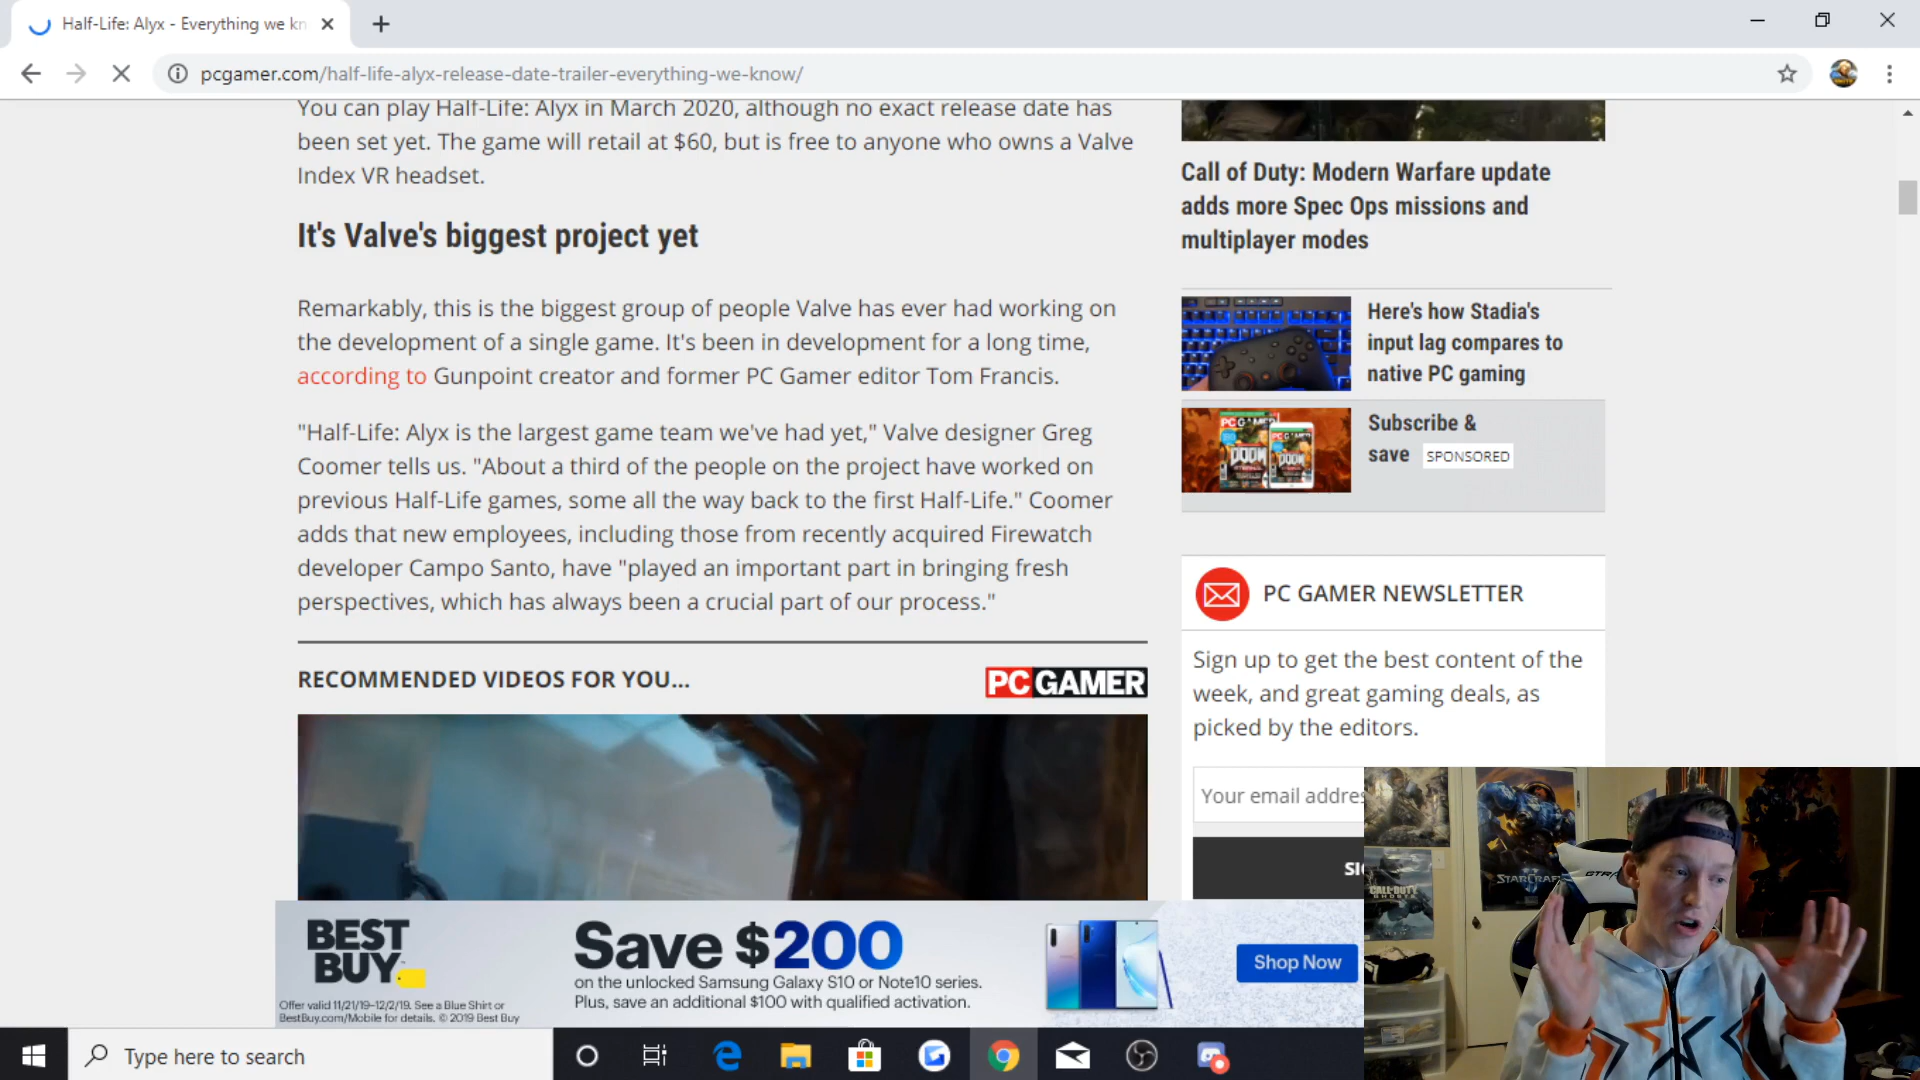 Half-Life: Alyx - Everything we kn
pcgamer.com/half-life-alyx-release-date-trailer-everything-we-know/
You can play Half-Life: Alyx in March 2020, although no exact release date has
been set yet. The game will retail at $60, but is free to anyone who owns a Valve
Index VR headset.
It's Valve's biggest project yet
Remarkably, this is the biggest group of people Valve has ever had working on
the development of a single game. It's been in development for a long time,
according to Gunpoint creator and former PC Gamer editor Tom Francis.
"Half-Life: Alyx is the largest game team we've had yet," Valve designer Greg
Coomer tells us. "About a third of the people on the project have worked on
previous Half-Life games, some all the way back to the first Half-Life." Coomer
adds that new employees, including those from recently acquired Firewatch
developer Campo Santo, have "played an important part in bringing fresh
perspectives, which has always been a crucial part of our process."
RECOMMENDED VIDEOS FOR YOU...
PC GAMER
Call of Duty: Modern Warfare update
adds more Spec Ops missions and
multiplayer modes
Here's how Stadia's
input lag compares to
native PC gaming
PC GAMER
DOOM
DOOM
Subscribe &
save SPONSORED
PC GAMER NEWSLETTER
Sign up to get the best content of the
week, and great gaming deals, as
picked by the editors.
Your email addres
SI
STARCRAFT
CALL·DUTY
GHOSTS
GTRA
BEST
BUY
Offer valid 11/21/19–12/2/19. See a Blue Shirt or
BestBuy.com/Mobile for details. © 2019 Best Buy
Save $200
on the unlocked Samsung Galaxy S10 or Note10 series.
Plus, save an additional $100 with qualified activation.
Shop Now
Type here to search